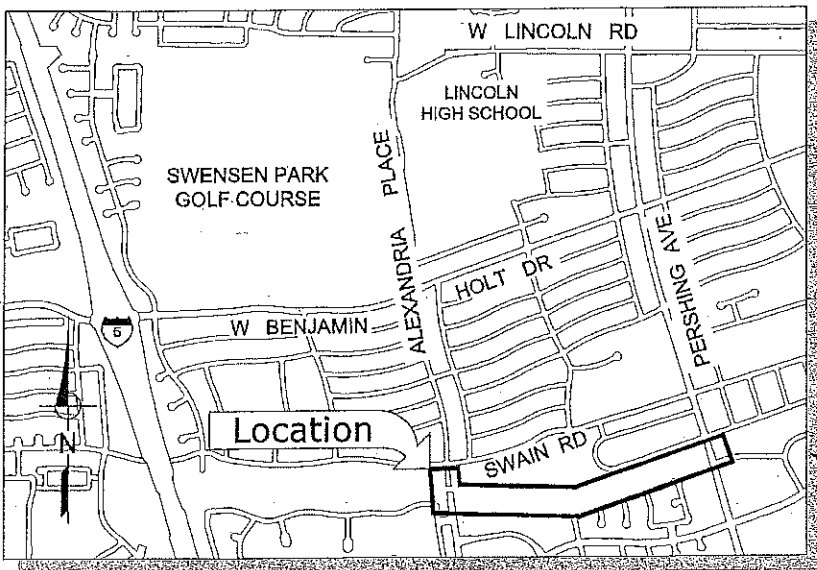 W LINCOLN RD
LINCOLN
HIGH SCHOOL
SWENSEN PARK
GOLF COURSE
ALEXANDRIA PLACE
HOLT DR
W BENJAMIN
PERSHING AVE
5
Location
SWAIN RD
N